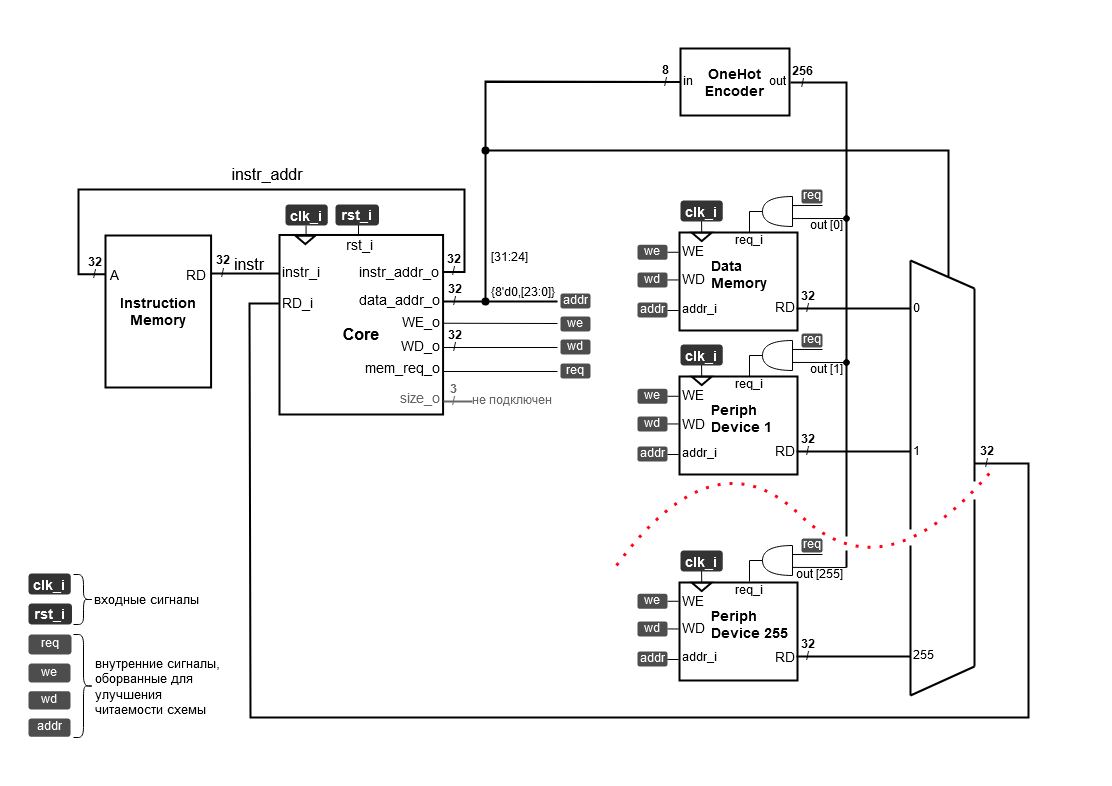 8
in
OneHot
Encoder
out
256
instr_addr
clk_i
rst_i
32
A
RD
Instruction
Memory
32
instr
rst_i
instr_i
RD_i
Core
instr_addr_o
32
data_addr_o
32
WE_o
WD_o
32
mem_req_o
size_o
3
не подключен
[31:24]
{8'd0,[23:0]}
addr
we
wd
req
clk_i
req
out [0]
req_i
we
WE
wd
WD
addr
addr_i
Data
Memory
RD
32
0
clk_i
req
out [1]
req_i
we
WE
wd
WD
addr
addr_i
Periph
Device 1
RD
32
1
32
clk_i
req
out [255]
req_i
we
WE
wd
WD
addr
addr_i
Periph
Device 255
RD
32
255
clk_i
rst_i
входные сигналы
req
we
wd
addr
внутренние сигналы,
оборванные для
улучшения
читаемости схемы